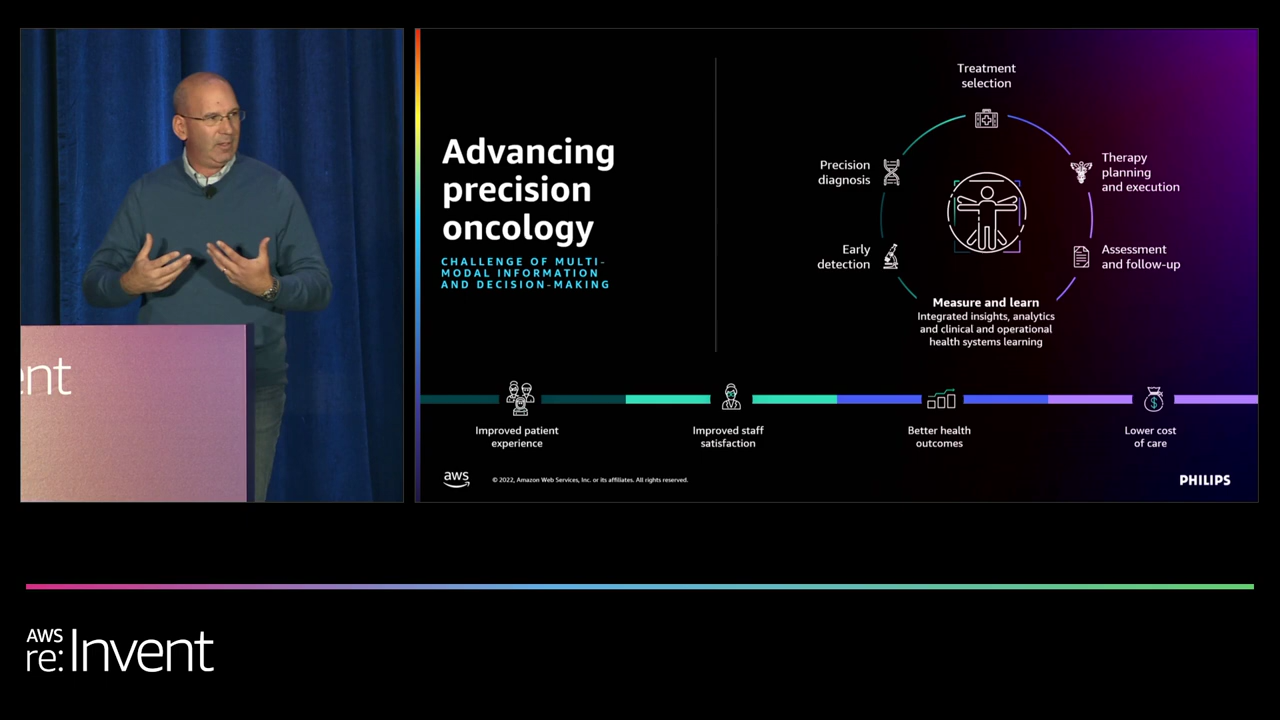 ent
Advancing
precision
oncology
CHALLENGE OF MULTI-
MODAL INFORMATION
AND DECISION-MAKING
Treatment
selection
Precision
diagnosis
Therapy
planning
and execution
Early
detection
Assessment
and follow-up
Measure and learn
Integrated insights, analytics
and clinical and operational
health systems learning
Improved patient
experience
Improved staff
satisfaction
Better health
outcomes
Lower cost
of care
aws
© 2022, Amazon Web Services, Inc. or its affiliates. All rights reserved.
PHILIPS
AWS
re:Invent